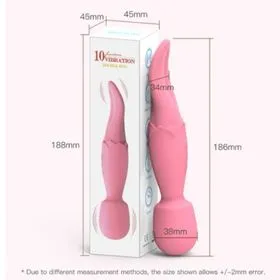 45mm
45mm
10 function
VIBRATION
34mm
188mm
186mm
38mm
* Due to different measurement methods, the size shown allows +/-2mm error.